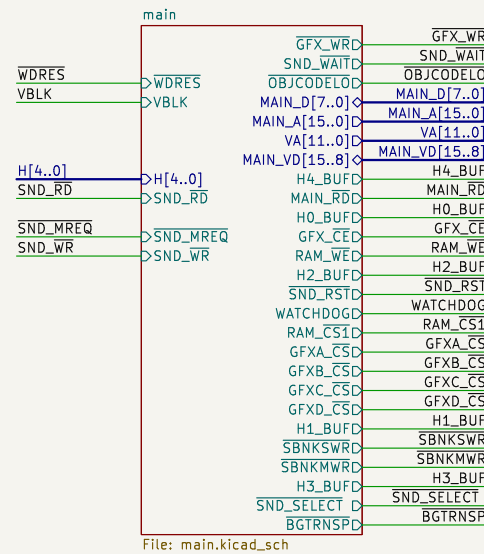 main
WDRES
VBLK
H[4..0]
SND_RD
SND_MREQ
SND_WR
WDRES
VBLK
H[4..0]
SND_RD
SND_MREQ
SND_WR
GFX_WR
SND_WAIT
OBJCODELO
MAIN_D[7..0]
MAIN_A[15..0]
VA[11..0]
MAIN_VD[15..8]
H4_BUF
MAIN_RD
H0_BUF
GFX_CE
RAM_WE
H2_BUF
SND_RST
WATCHDOG
RAM_CS1
GFXA_CS
GFXB_CS
GFXC_CS
GFXD_CS
H1_BUF
SBNKSWR
SBNKMWR
H3_BUF
SND_SELECT
BGTRNSP
GFX_WR
SND_WAIT
OBJCODELO
MAIN_D[7..0]
MAIN_A[15..0]
VA[11..0]
MAIN_VD[15..8]
H4_BUF
MAIN_RD
H0_BUF
GFX_CE
RAM_WE
H2_BUF
SND_RST
WATCHDOG
RAM_CS1
GFXA_CS
GFXB_CS
GFXC_CS
GFXD_CS
H1_BUF
SBNKSWR
SBNKMWR
H3_BUF
SND_SELECT
BGTRNSP
File: main.kicad_sch